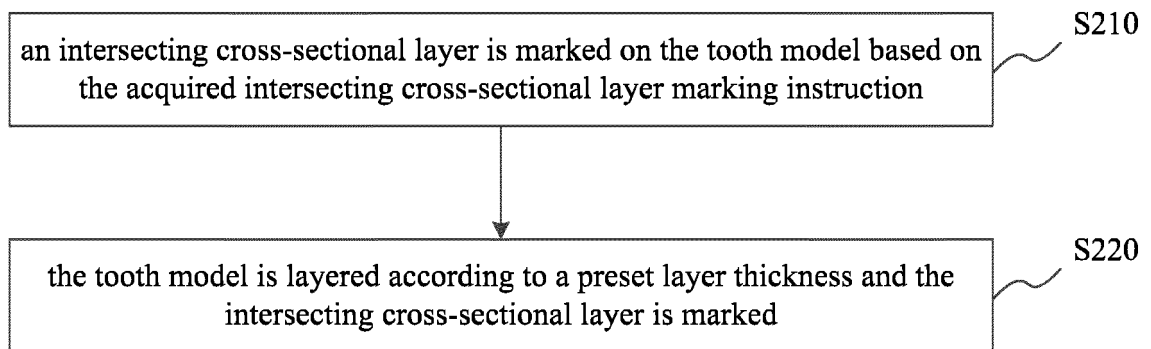 S210
an intersecting cross-sectional layer is marked on the tooth model based on
the acquired intersecting cross-sectional layer marking instruction
S220
the tooth model is layered according to a preset layer thickness and the
intersecting cross-sectional layer is marked